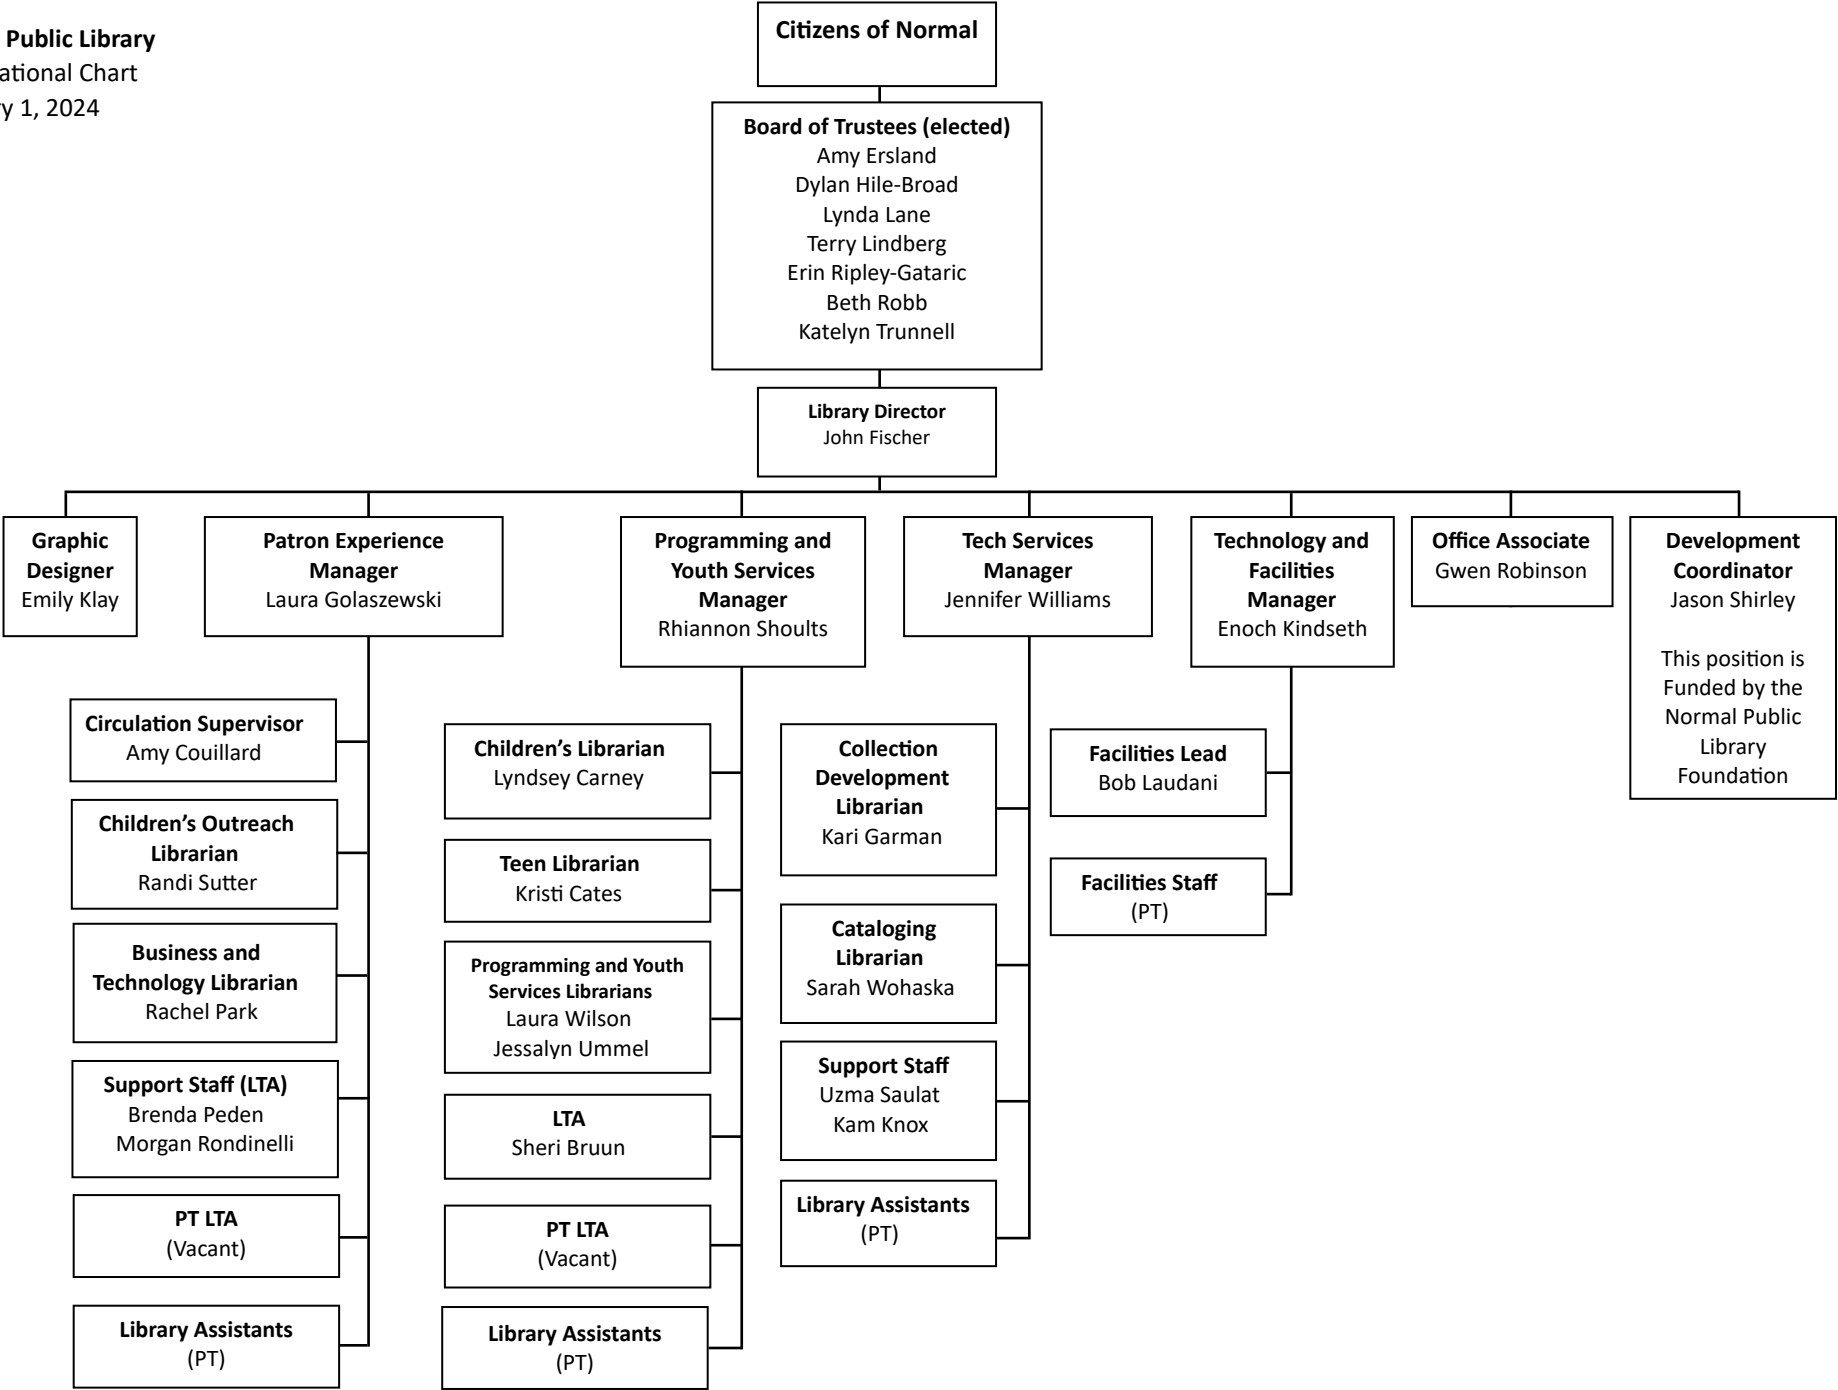 Public Library
ational Chart
y 1, 2024
Citizens of Normal
Board of Trustees (elected)
Amy Ersland
Dylan Hile-Broad
Lynda Lane
Terry Lindberg
Erin Ripley-Gataric
Beth Robb
Katelyn Trunnell
Library Director
John Fischer
Graphic
Designer
Emily Klay
Patron Experience
Manager
Laura Golaszewski
Programming and
Youth Services
Manager
Rhiannon Shoults
Tech Services
Manager
Jennifer Williams
Technology and
Facilities
Manager
Enoch Kindseth
Office Associate
Gwen Robinson
Development
Coordinator
Jason Shirley
This position is
Funded by the
Normal Public
Library
Foundation
Circulation Supervisor
Amy Couillard
Children’s Outreach
Librarian
Randi Sutter
Business and
Technology Librarian
Rachel Park
Support Staff (LTA)
Brenda Peden
Morgan Rondinelli
PT LTA
(Vacant)
Library Assistants
(PT)
Children’s Librarian
Lyndsey Carney
Teen Librarian
Kristi Cates
Programming and Youth
Services Librarians
Laura Wilson
Jessalyn Ummel
LTA
Sheri Bruun
PT LTA
(Vacant)
Library Assistants
(PT)
Collection
Development
Librarian
Kari Garman
Cataloging
Librarian
Sarah Wohaska
Support Staff
Uzma Saulat
Kam Knox
Library Assistants
(PT)
Facilities Lead
Bob Laudani
Facilities Staff
(PT)